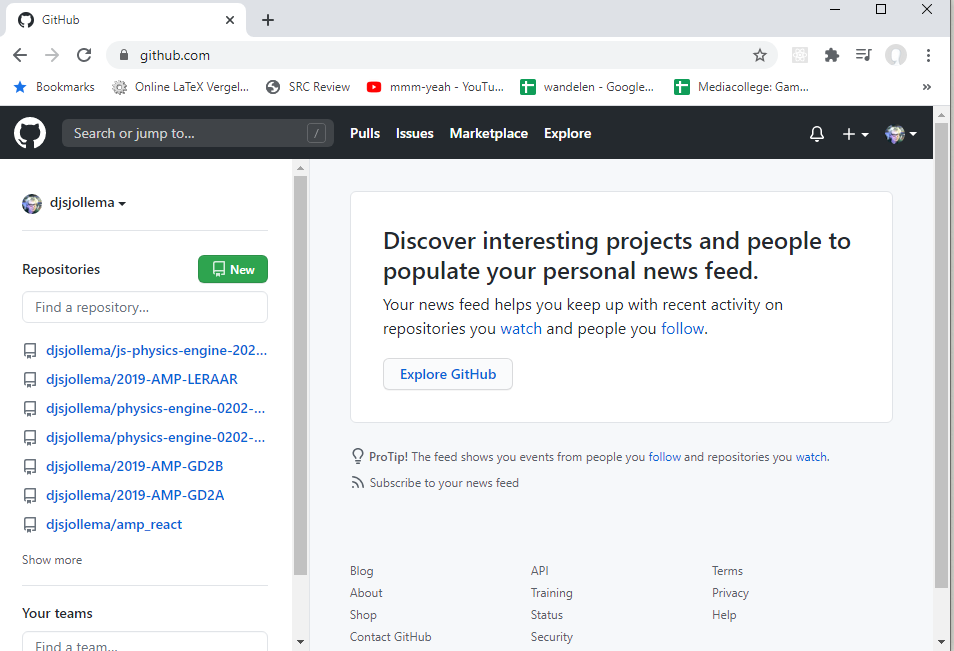 GitHub
github.com
Bookmarks
Online LaTeX Vergel...
SRC Review
mmm-yeah - YouTu...
wandelen - Google...
Mediacollege: Gam...
»
Search or jump to...
/
Pulls
Issues
Marketplace
Explore
djsjollema
Repositories
New
Find a repository...
djsjollema/js-physics-engine-202...
djsjollema/2019-AMP-LERAAR
djsjollema/physics-engine-0202-...
djsjollema/physics-engine-0202-...
djsjollema/2019-AMP-GD2B
djsjollema/2019-AMP-GD2A
djsjollema/amp_react
Show more
Your teams
Find a team...
Discover interesting projects and people to
populate your personal news feed.
Your news feed helps you keep up with recent activity on
repositories you watch and people you follow.
Explore GitHub
ProTip! The feed shows you events from people you follow and repositories you watch.
Subscribe to your news feed
Blog
About
Shop
Contact GitHub
API
Training
Status
Security
Terms
Privacy
Help